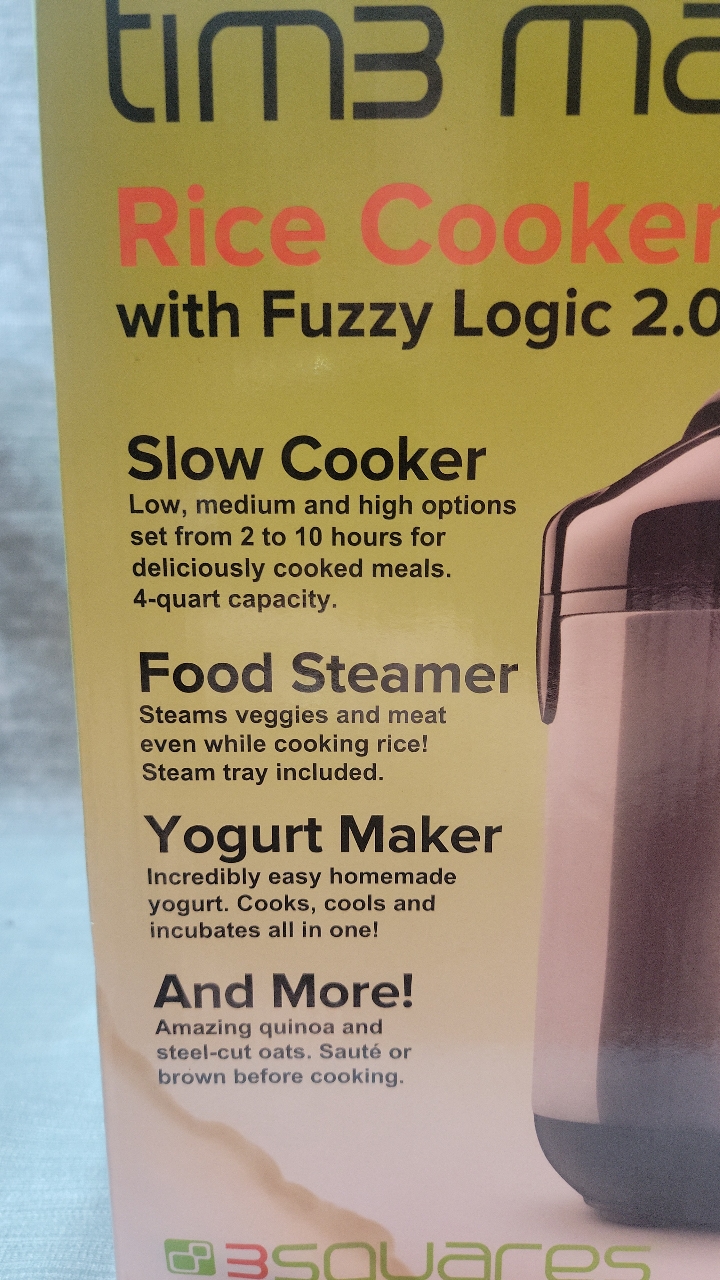 tim3 ma
Rice Cooker
with Fuzzy Logic 2.0
Slow Cooker
Low, medium and high options
set from 2 to 10 hours for
deliciously cooked meals.
4-quart capacity.
Food Steamer
Steams veggies and meat
even while cooking rice!
Steam tray included.
Yogurt Maker
Incredibly easy homemade
yogurt. Cooks, cools and
incubates all in one!
And More!
Amazing quinoa and
steel-cut oats. Sauté or
brown before cooking.
3squares